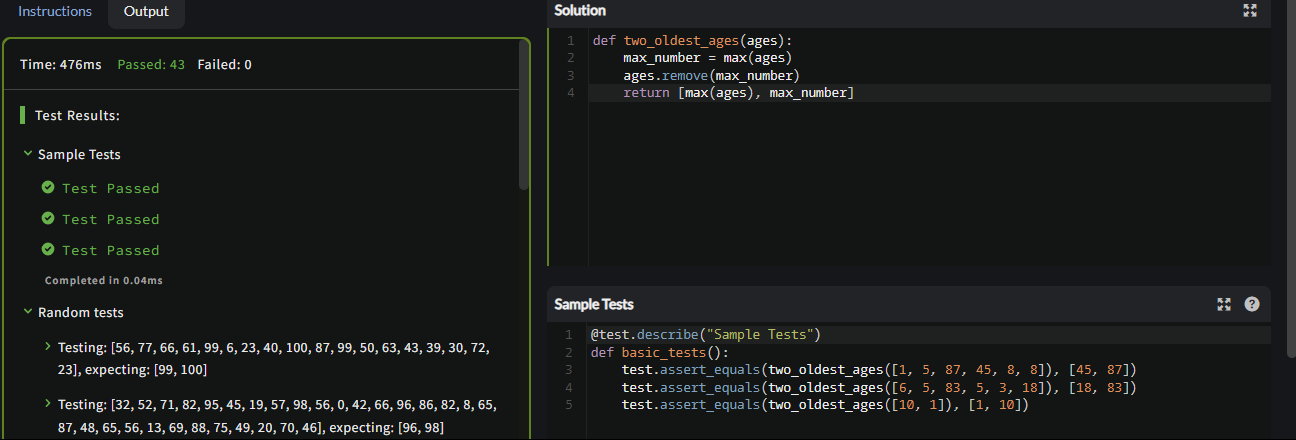 Instructions Output
Time: 476ms Passed: 43 Failed: 0
Test Results:
Sample Tests
Test Passed
Test Passed
Test Passed
Completed in 0.04ms
Random tests
Testing: [56, 77, 66, 61, 99, 6, 23, 40, 100, 87, 99, 50, 63, 43, 39, 30, 72,
23], expecting: [99, 100]
Testing: [32, 52, 71, 82, 95, 45, 19, 57, 98, 56, 0, 42, 66, 96, 86, 82, 8, 65,
87, 48, 65, 56, 13, 69, 88, 75, 49, 20, 70, 46], expecting: [96, 98]
Solution
1 def two_oldest_ages(ages):
2     max_number = max(ages)
3     ages.remove(max_number)
4     return [max(ages), max_number]
Sample Tests
?
1 @test.describe("Sample Tests")
2 def basic_tests():
3     test.assert_equals(two_oldest_ages([1, 5, 87, 45, 8, 8]), [45, 87])
4     test.assert_equals(two_oldest_ages([6, 5, 83, 5, 3, 18]), [18, 83])
5     test.assert_equals(two_oldest_ages([10, 1]), [1, 10])